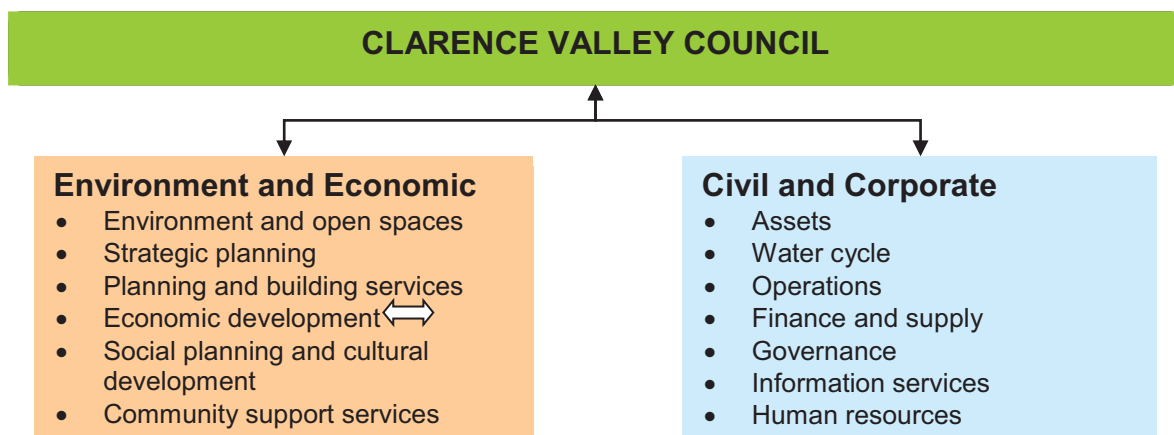 CLARENCE VALLEY COUNCIL
Environment and Economic
• Environment and open spaces
• Strategic planning
• Planning and building services
• Economic development
• Social planning and cultural
development
• Community support services
Civil and Corporate
• Assets
• Water cycle
• Operations
• Finance and supply
• Governance
• Information services
• Human resources